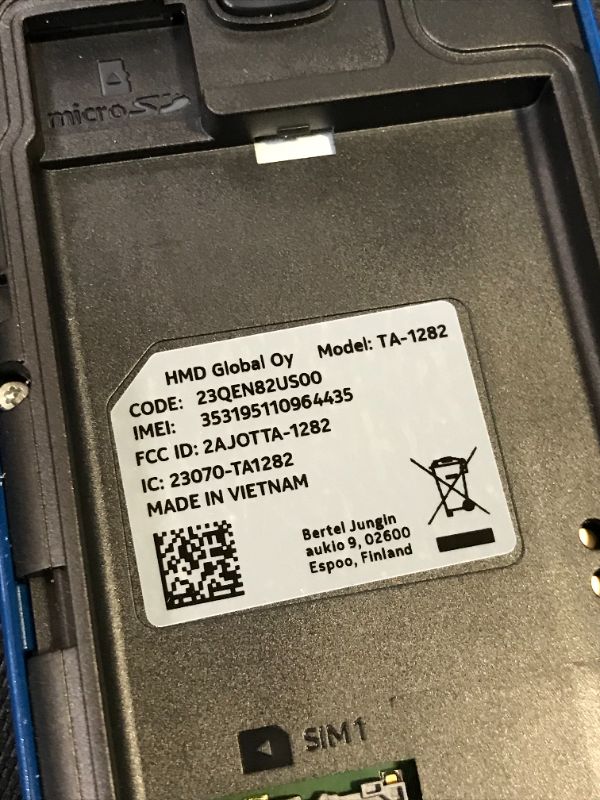 microSD
HMD Global Oy Model: TA-1282
CODE: 23QEN82US00
IMEI: 353195110964435
FCC ID: 2AJOTTA-1282
IC: 23070-TA1282
MADE IN VIETNAM
Bertel Jungin
aukio 9, 02600
Espoo, Finland
SIM1